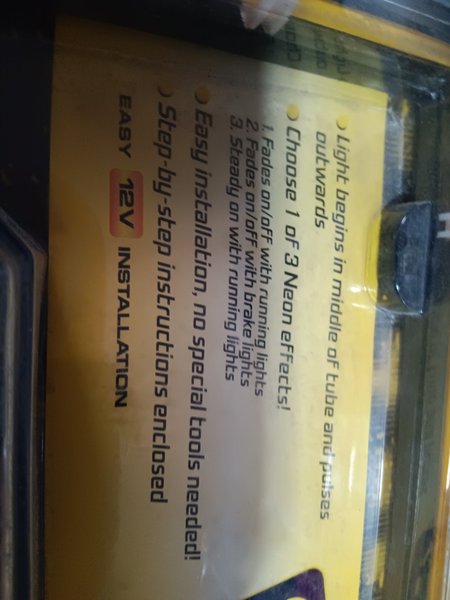 Light begins in middle of tube and pulses
outwards
Choose 1 of 3 Neon effects!
1. Fades on/off with running lights
2. Fades on/off with brake lights
3. Steady on with running lights
Easy installation, no special tools needed!
Step-by-step instructions enclosed
EASY 12V INSTALLATION